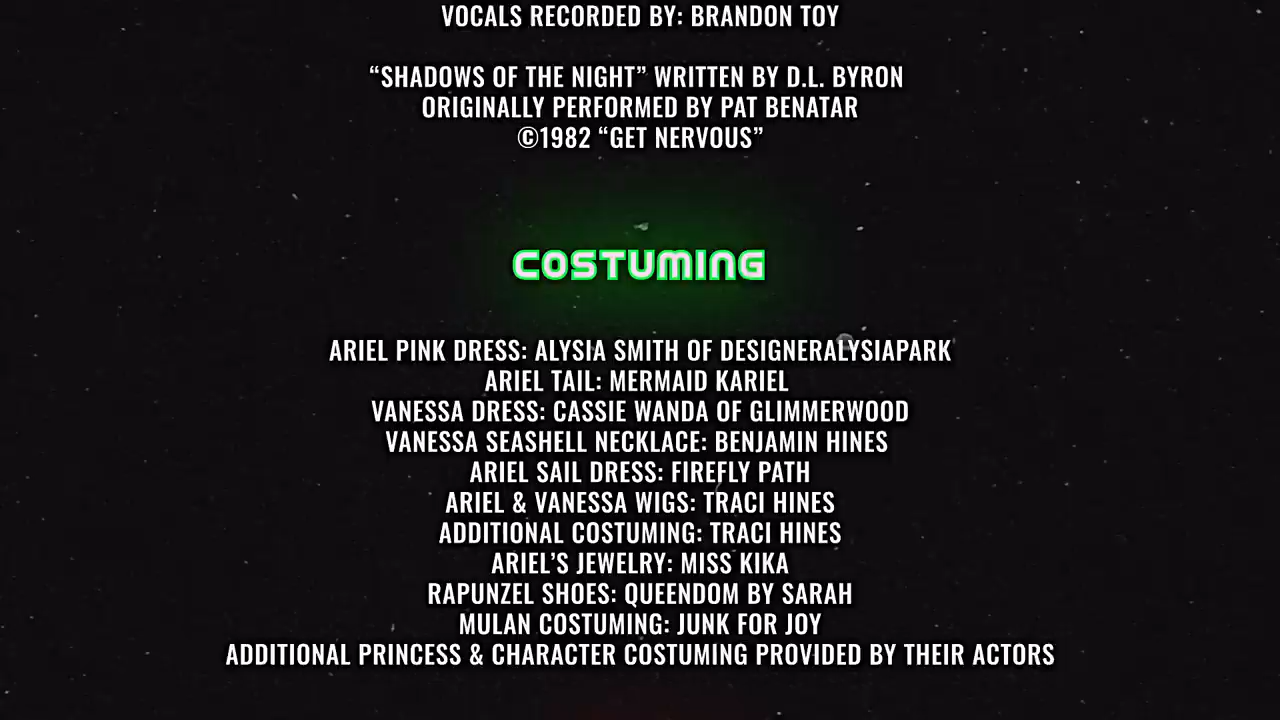 VOCALS RECORDED BY: BRANDON TOY
“SHADOWS OF THE NIGHT” WRITTEN BY D.L. BYRON
ORIGINALLY PERFORMED BY PAT BENATAR
©1982 “GET NERVOUS”
COSTUMING
ARIEL PINK DRESS: ALYSIA SMITH OF DESIGNERALYSIAPARK
ARIEL TAIL: MERMAID KARIEL
VANESSA DRESS: CASSIE WANDA OF GLIMMERWOOD
VANESSA SEASHELL NECKLACE: BENJAMIN HINES
ARIEL SAIL DRESS: FIREFLY PATH
ARIEL & VANESSA WIGS: TRACI HINES
ADDITIONAL COSTUMING: TRACI HINES
ARIEL’S JEWELRY: MISS KIKA
RAPUNZEL SHOES: QUEENDOM BY SARAH
MULAN COSTUMING: JUNK FOR JOY
ADDITIONAL PRINCESS & CHARACTER COSTUMING PROVIDED BY THEIR ACTORS